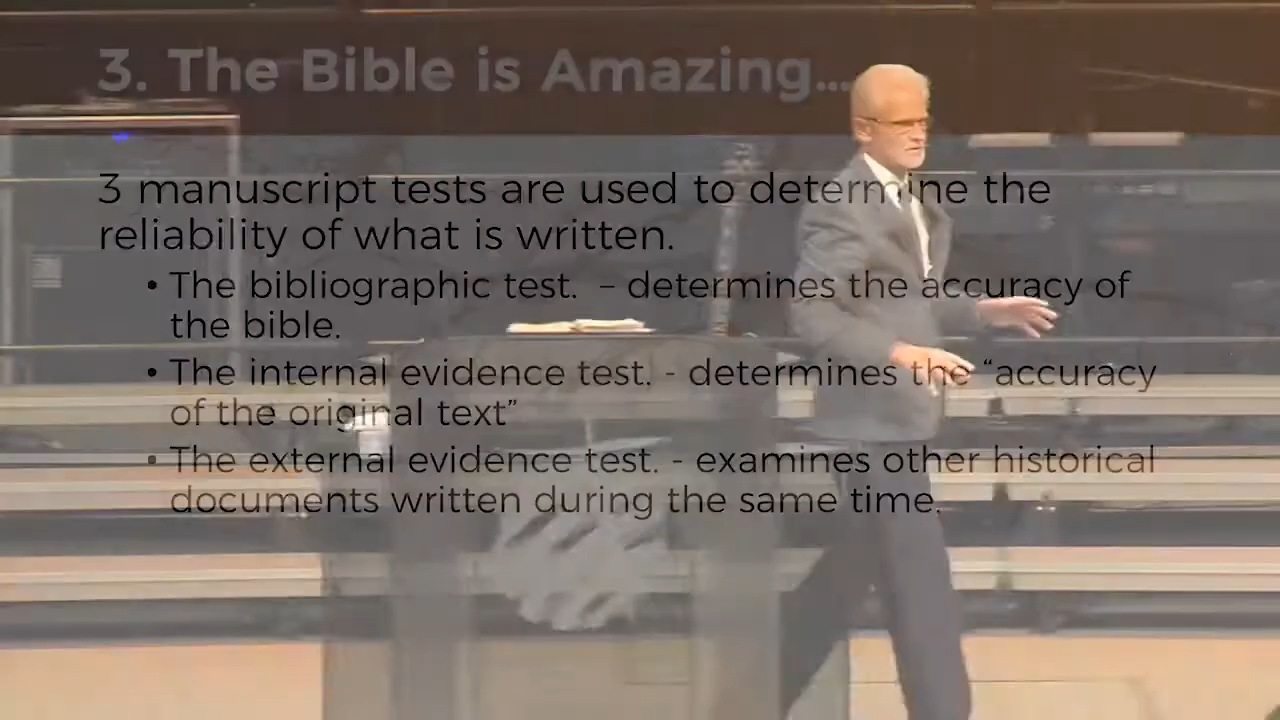 3. The Bible is Amazing...
3 manuscript tests are used to determine the
reliability of what is written.
• The bibliographic test. – determines the accuracy of
the bible.
• The internal evidence test. - determines the “accuracy
of the original text”
• The external evidence test. - examines other historical
documents written during the same time.